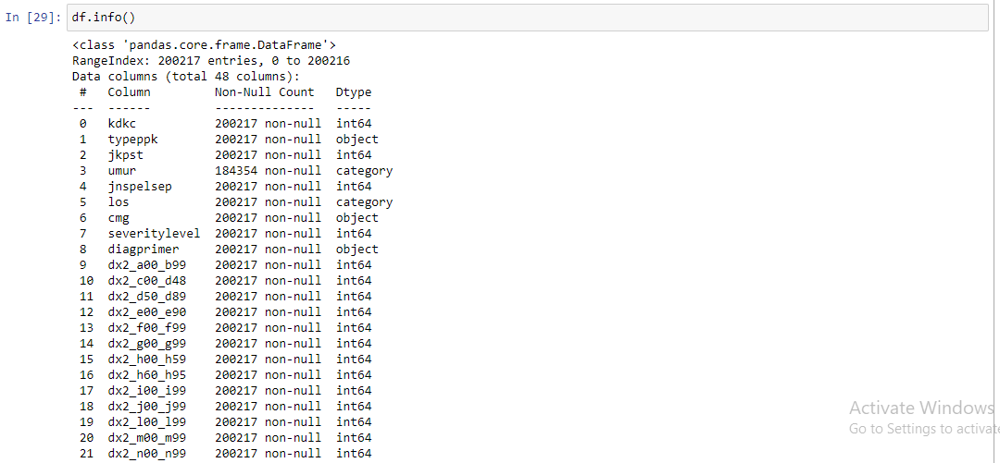 In [29]: df.info()
<class 'pandas.core.frame.DataFrame'>
RangeIndex: 200217 entries, 0 to 200216
Data columns (total 48 columns):
 #   Column         Non-Null Count   Dtype
---  ------         --------------   -----
 0   kdkc           200217 non-null  int64
 1   typeppk        200217 non-null  object
 2   jkpst          200217 non-null  int64
 3   umur           184354 non-null  category
 4   jnspelsep      200217 non-null  int64
 5   los            200217 non-null  category
 6   cmg            200217 non-null  object
 7   severitylevel  200217 non-null  int64
 8   diagprimer     200217 non-null  object
 9   dx2_a00_b99    200217 non-null  int64
 10  dx2_c00_d48    200217 non-null  int64
 11  dx2_d50_d89    200217 non-null  int64
 12  dx2_e00_e90    200217 non-null  int64
 13  dx2_f00_f99    200217 non-null  int64
 14  dx2_g00_g99    200217 non-null  int64
 15  dx2_h00_h59    200217 non-null  int64
 16  dx2_h60_h95    200217 non-null  int64
 17  dx2_i00_i99    200217 non-null  int64
 18  dx2_j00_j99    200217 non-null  int64
 19  dx2_l00_l99    200217 non-null  int64
 20  dx2_m00_m99    200217 non-null  int64
 21  dx2_n00_n99    200217 non-null  int64
Activate Windows
Go to Settings to activate